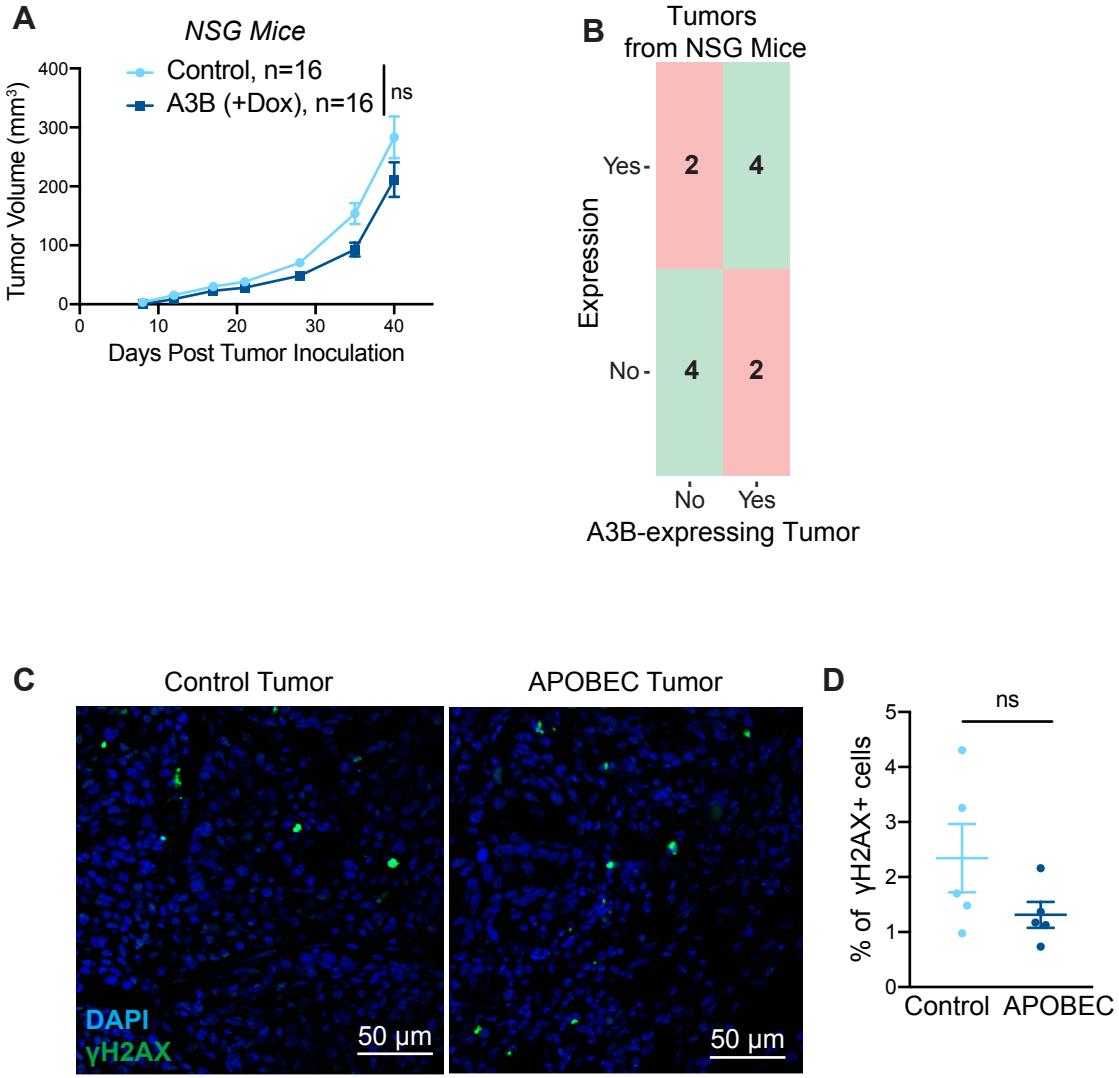 A
NSG Mice
Control, n=16
A3B (+Dox), n=16
ns
Tumor Volume (mm³)
400
300
200
100
0
0 10 20 30 40
Days Post Tumor Inoculation
B
Tumors
from NSG Mice
Expression
Yes
2 4
No
4 2
No Yes
A3B-expressing Tumor
C
Control Tumor
APOBEC Tumor
DAPI
γH2AX
50 µm
50 µm
D
ns
% of γH2AX+ cells
5
4
3
2
1
0
Control APOBEC